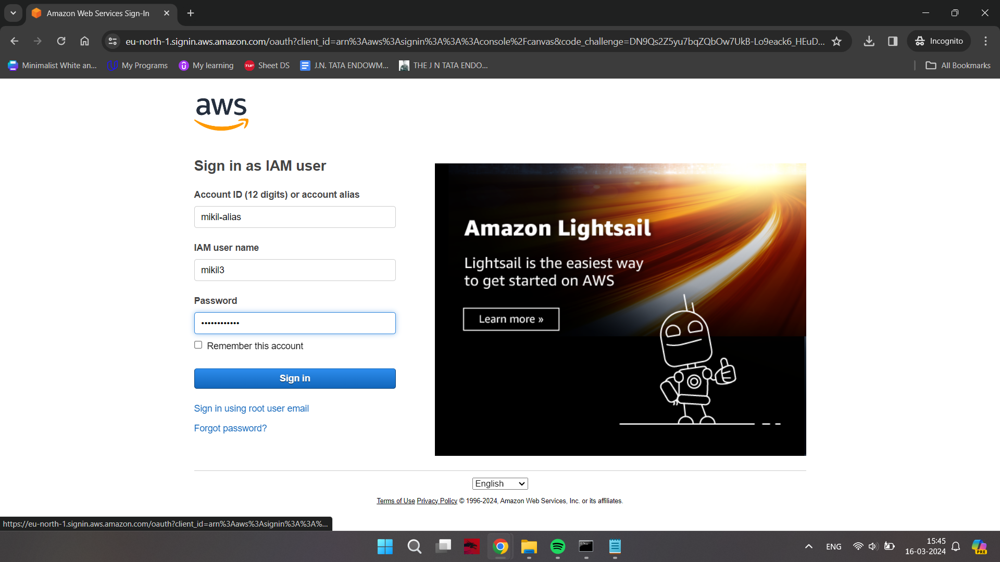 Amazon Web Services Sign-In
eu-north-1.signin.aws.amazon.com/oauth?client_id=arn%3Aaws%3Asignin%3A%3A%3Aconsole%2Fcanvas&code_challenge=DN9Qs2Z5yu7bqZQbOw7UkB-Lo9eack6_HEuD...
Incognito
Minimalist White an...
My Programs
My learning
TUF
Sheet DS
J.N. TATA ENDOWM...
THE J N TATA ENDO...
All Bookmarks
aws
Sign in as IAM user
Account ID (12 digits) or account alias
mikil-alias
IAM user name
mikil3
Password
••••••••••••
Remember this account
Sign in
Sign in using root user email
Forgot password?
Amazon Lightsail
Lightsail is the easiest way
to get started on AWS
Learn more »
English
Terms of Use Privacy Policy © 1996-2024, Amazon Web Services, Inc. or its affiliates.
https://eu-north-1.signin.aws.amazon.com/oauth?client_id=arn%3Aaws%3Asignin%3A%3A%...
ENG
15:45
16-03-2024
PRE